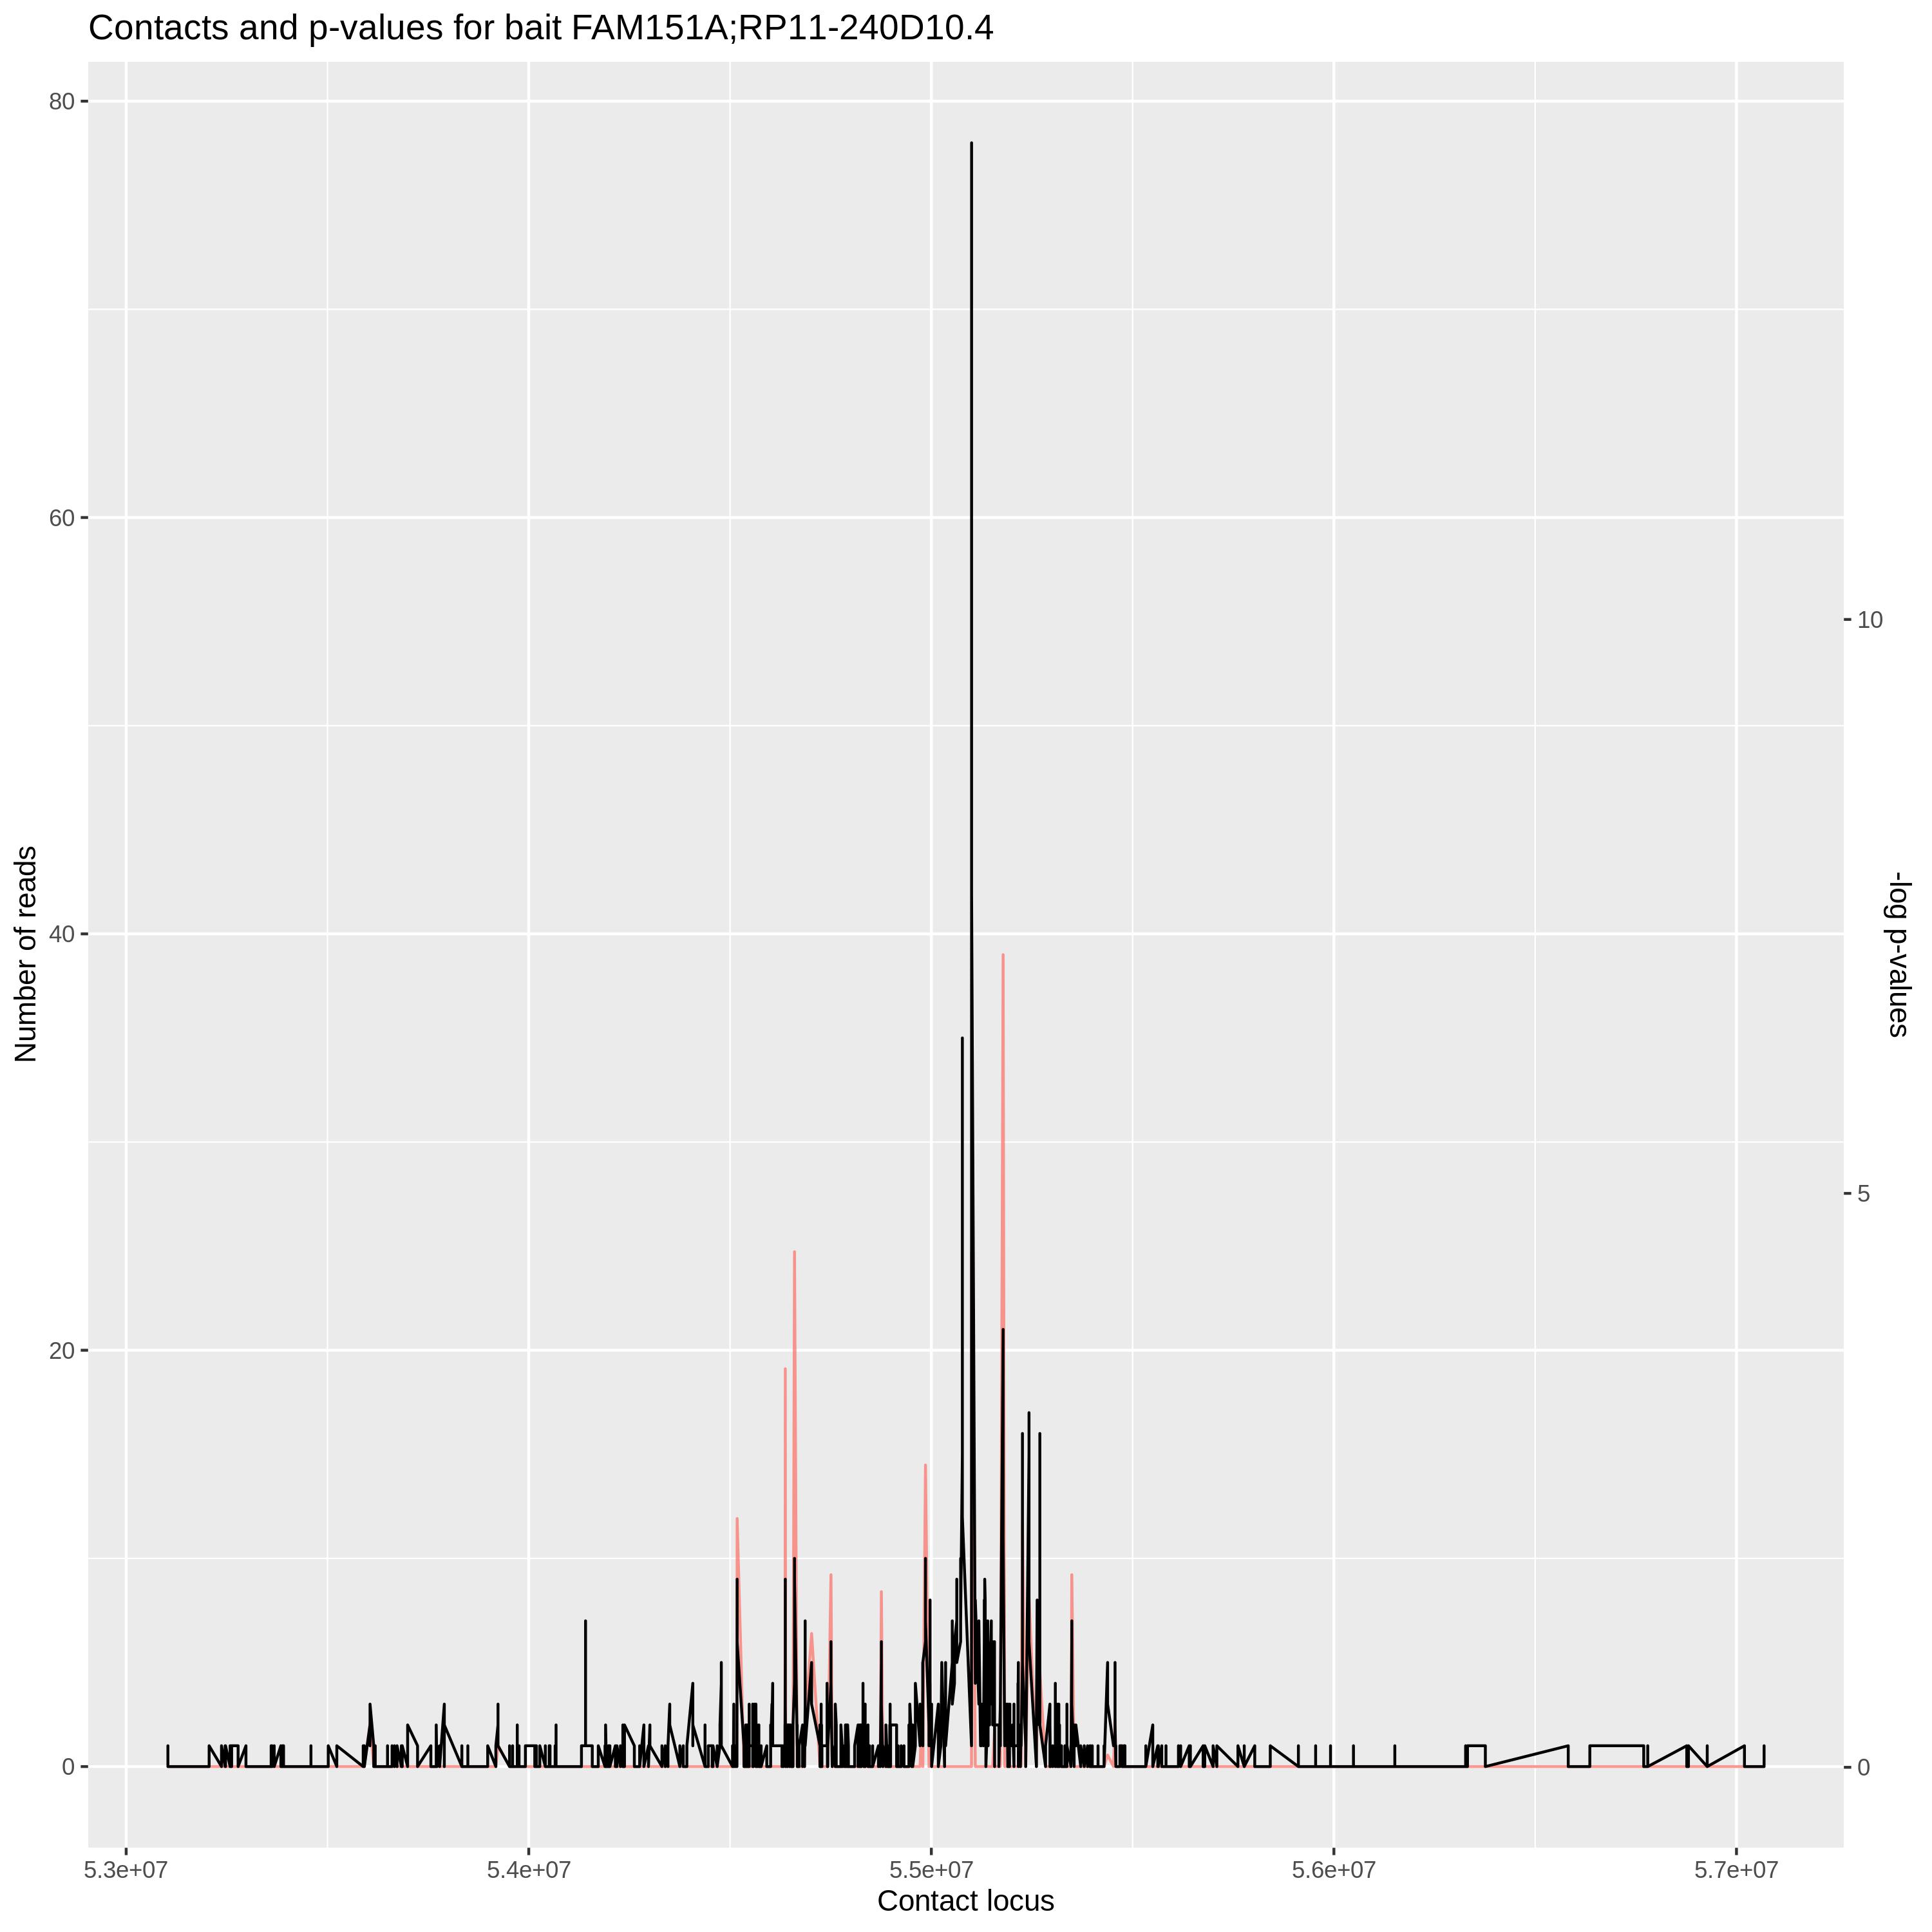 Contacts and p-values for bait FAM151A;RP11-240D10.4
80
60
40
20
0
Number of reads
10
5
0
-log p-values
5.3e+07
5.4e+07
5.5e+07
5.6e+07
5.7e+07
Contact locus